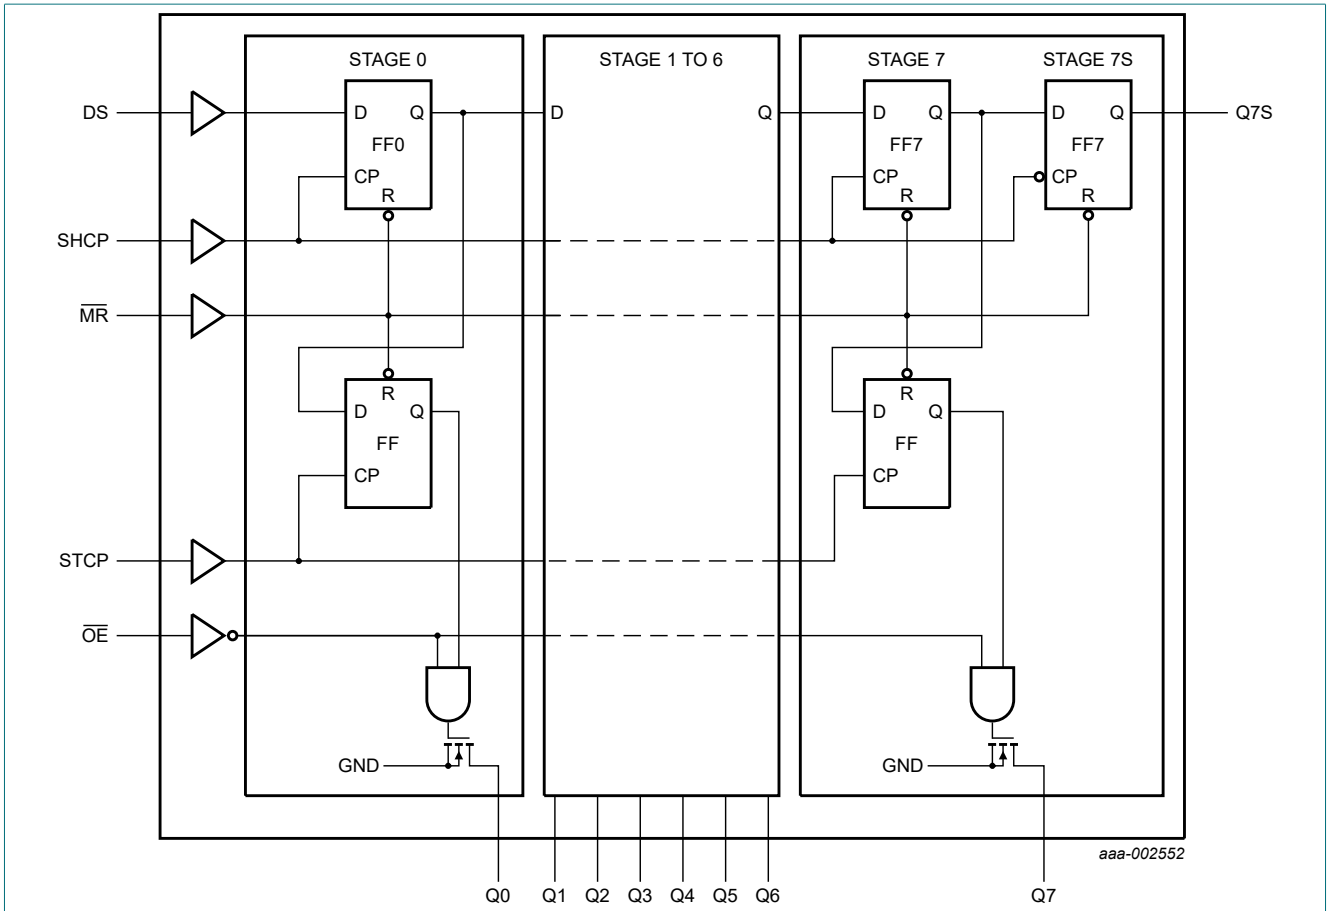 STAGE 0
STAGE 1 TO 6
STAGE 7
STAGE 7S
DS
D
Q
FF0
CP
R
D
Q
D
Q
FF7
CP
R
D
Q
FF7
CP
R
Q7S
SHCP
MR
R
D
Q
FF
CP
R
D
Q
FF
CP
STCP
OE
GND
GND
aaa-002552
Q0
Q1
Q2
Q3
Q4
Q5
Q6
Q7